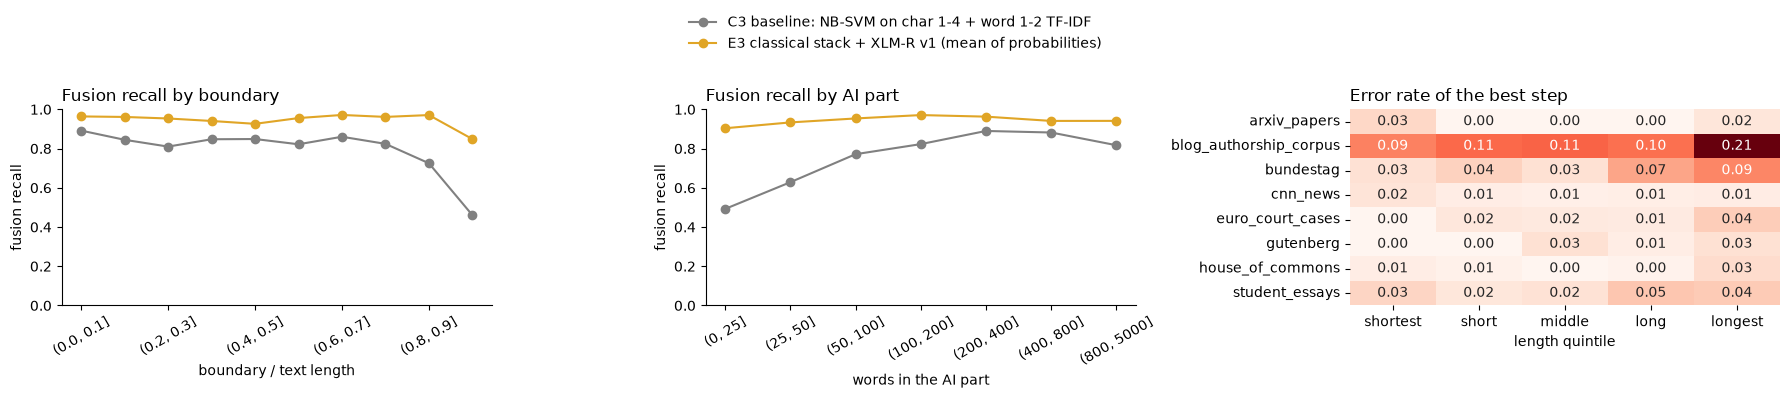 C3 baseline: NB-SVM on char 1-4 + word 1-2 TF-IDF
E3 classical stack + XLM-R v1 (mean of probabilities)
Fusion recall by boundary
fusion recall
1.0
0.8
0.6
0.4
0.2
0.0
(0.0, 0.1]
(0.2, 0.3]
(0.4, 0.5]
(0.6, 0.7]
(0.8, 0.9]
boundary / text length
Fusion recall by AI part
fusion recall
1.0
0.8
0.6
0.4
0.2
0.0
(0, 25]
(25, 50]
(50, 100]
(100, 200]
(200, 400]
(400, 800]
(800, 5000]
words in the AI part
Error rate of the best step
arxiv_papers 0.03 0.00 0.00 0.00 0.02
blog_authorship_corpus 0.09 0.11 0.11 0.10 0.21
bundestag 0.03 0.04 0.03 0.07 0.09
cnn_news 0.02 0.01 0.01 0.01 0.01
euro_court_cases 0.00 0.02 0.02 0.01 0.04
gutenberg 0.00 0.00 0.03 0.01 0.03
house_of_commons 0.01 0.01 0.00 0.00 0.03
student_essays 0.03 0.02 0.02 0.05 0.04
shortest short middle long longest
length quintile